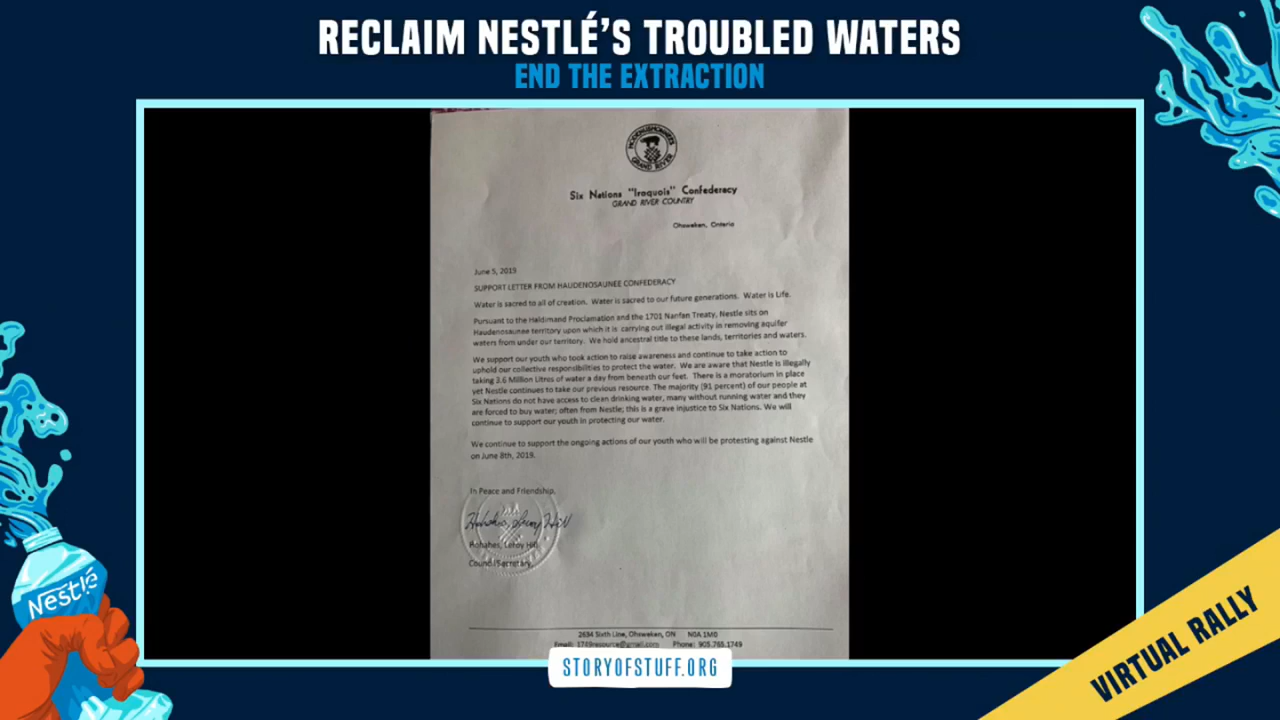 RECLAIM NESTLÉ'S TROUBLED WATERS
END THE EXTRACTION
HODENUSHONNEE
GRAND RIVER
Six Nations "Iroquois" Confederacy
GRAND RIVER COUNTRY
Ohsweken, Ontario
June 5, 2019
SUPPORT LETTER FROM HAUDENOSAUNEE CONFEDERACY
Water is sacred to all of creation. Water is sacred to our future generations. Water is Life.
Pursuant to the Haldimand Proclamation and the 1701 Nanfan Treaty, Nestle sits on
Haudenosaunee territory upon which it is carrying out illegal activity in removing aquifer
waters from under our territory. We hold ancestral title to these lands, territories and waters.
We support our youth who took action to raise awareness and continue to take action to
uphold our collective responsibilities to protect the water. We are aware that Nestle is illegally
taking 3.6 Million Litres of water a day from beneath our feet. There is a moratorium in place
yet Nestle continues to take our previous resource. The majority (91 percent) of our people at
Six Nations do not have access to clean drinking water, many without running water and they
are forced to buy water; often from Nestle; this is a grave injustice to Six Nations. We will
continue to support our youth in protecting our water.
We continue to support the ongoing actions of our youth who will be protesting against Nestle
on June 8th, 2019.
In Peace and Friendship,
Hohahes, Leroy Hill
Hohahes, Leroy Hill
Council Secretary
2634 Sixth Line, Ohsweken, ON N0A 1M0
Email: 1749resource@gmail.com Phone: 905.765.1749
STORYOFSTUFF.ORG
Nestlé
VIRTUAL RALLY